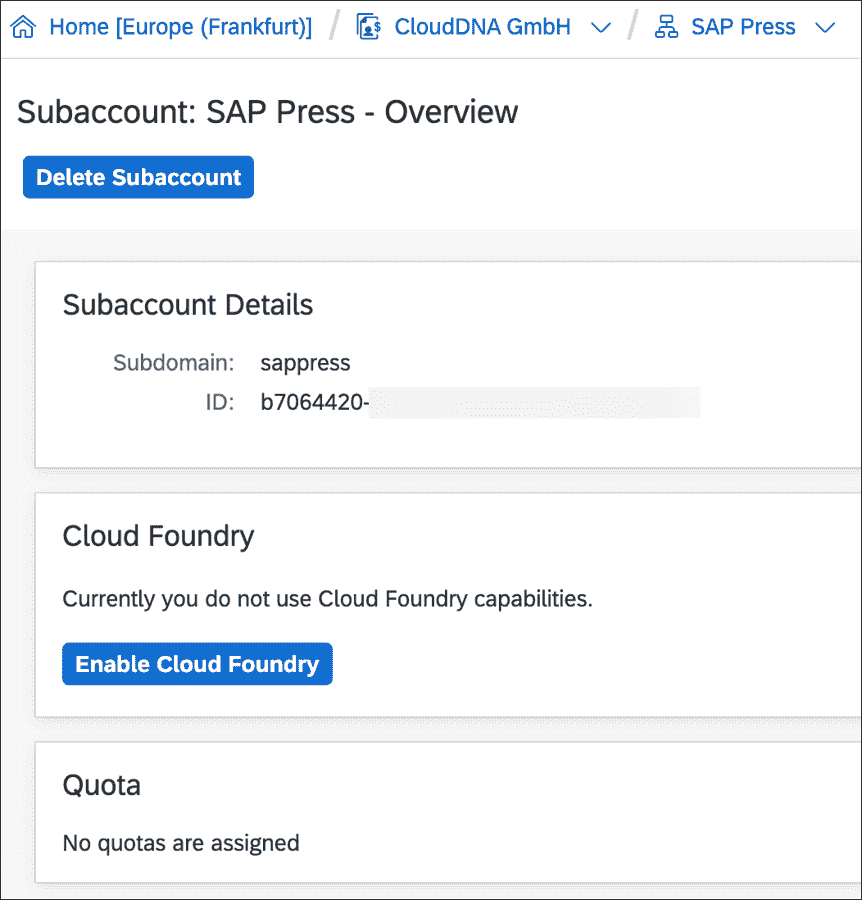 Home [Europe (Frankfurt)] / CloudDNA GmbH / SAP Press
Subaccount: SAP Press - Overview
Delete Subaccount
Subaccount Details
Subdomain: sappress
ID: b7064420-
Cloud Foundry
Currently you do not use Cloud Foundry capabilities.
Enable Cloud Foundry
Quota
No quotas are assigned